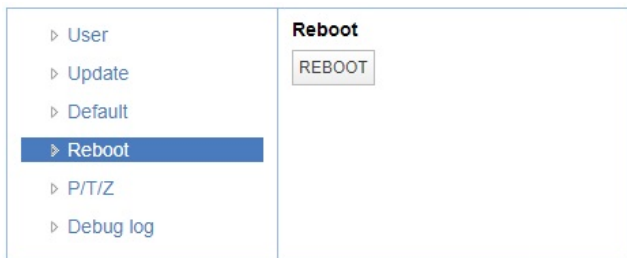 User
Update
Default
Reboot
P/T/Z
Debug log
Reboot
REBOOT